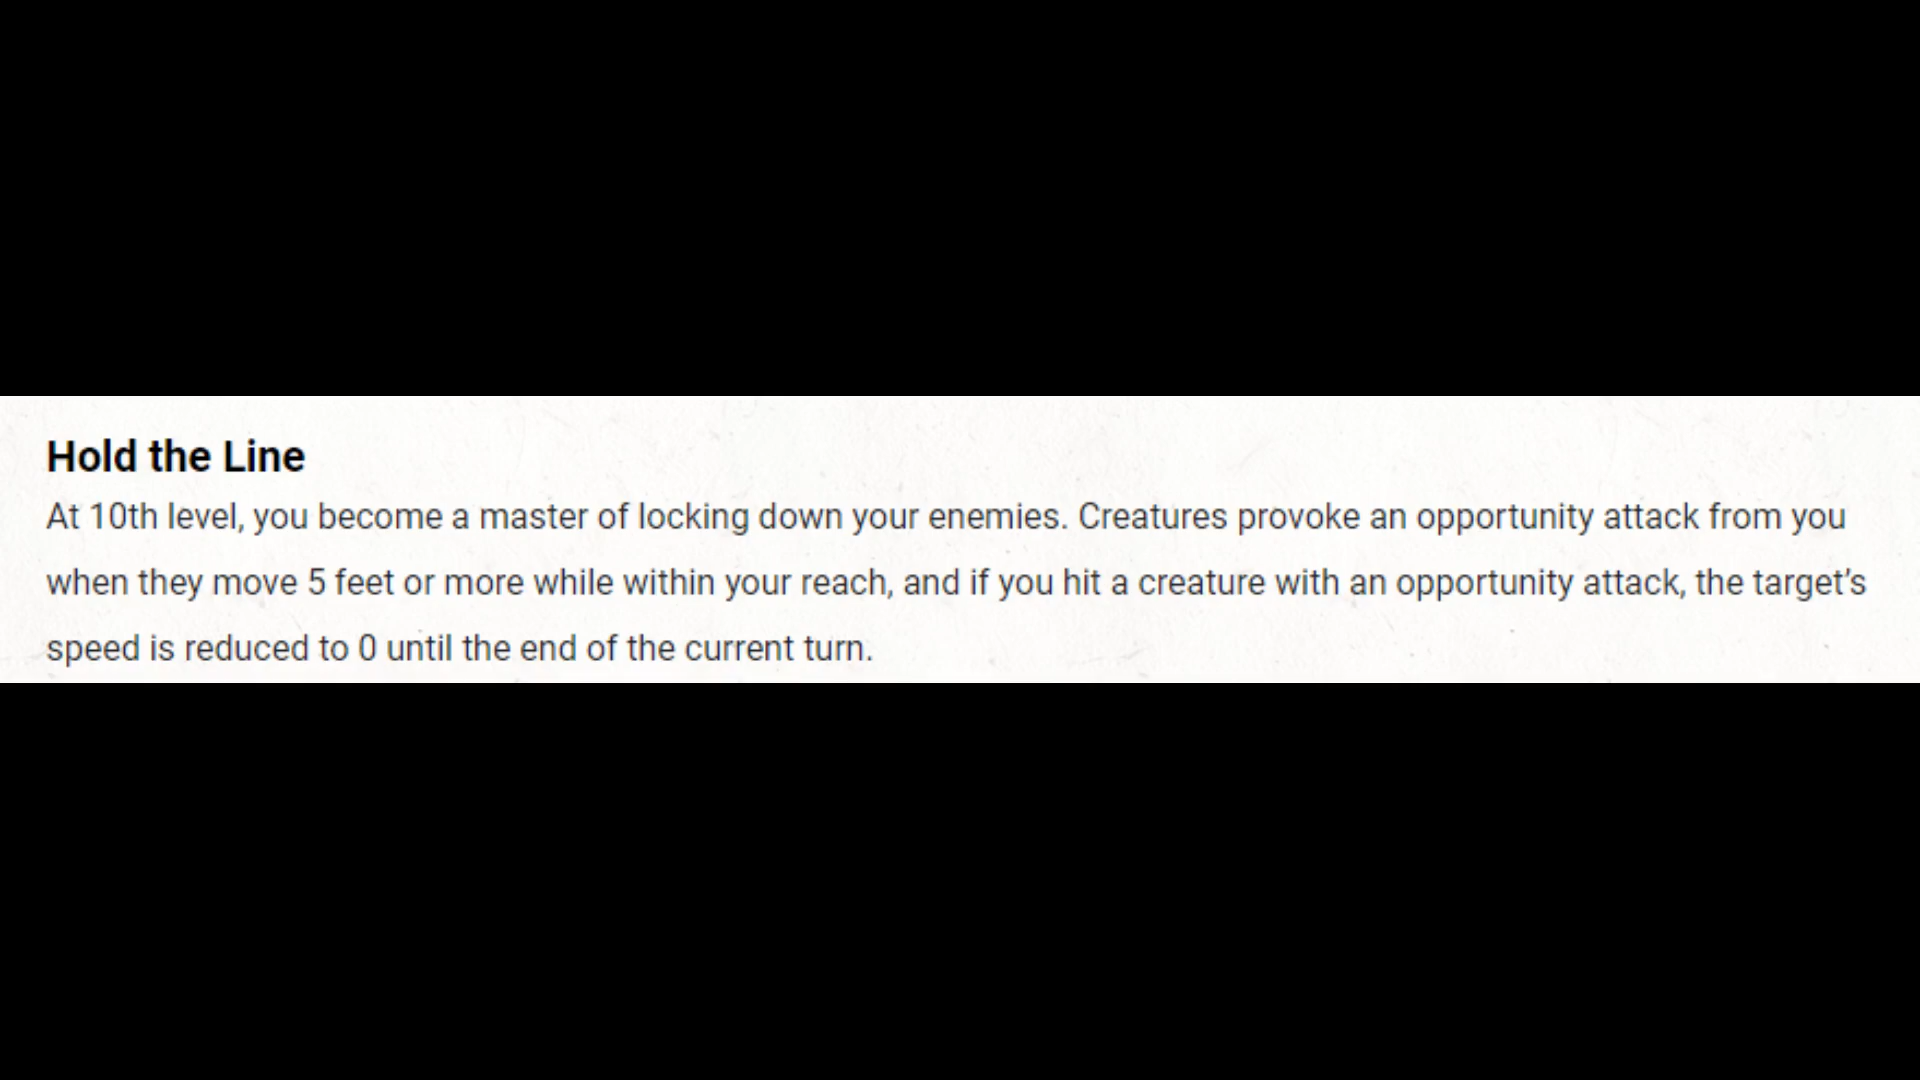 Hold the Line
At 10th level, you become a master of locking down your enemies. Creatures provoke an opportunity attack from you
when they move 5 feet or more while within your reach, and if you hit a creature with an opportunity attack, the target’s
speed is reduced to 0 until the end of the current turn.